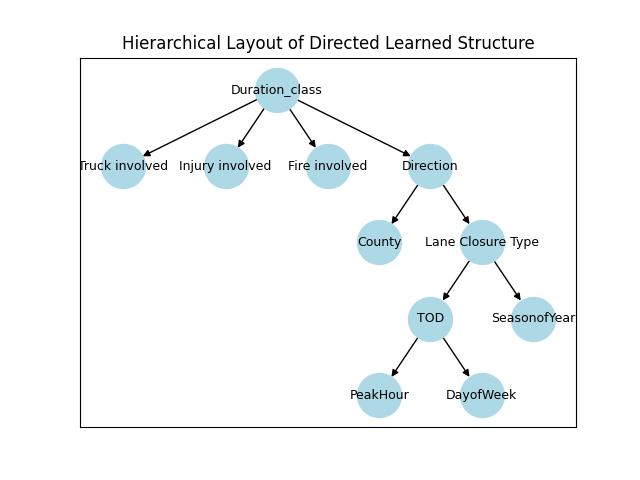 Hierarchical Layout of Directed Learned Structure
Duration_class
Truck involved
Injury involved
Fire involved
Direction
County
Lane Closure Type
TOD
SeasonofYear
PeakHour
DayofWeek